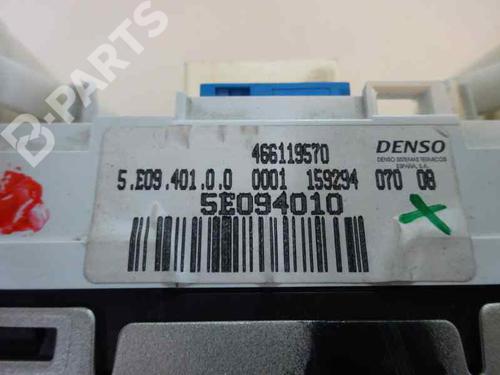 B-PARTS
466119570
DENSO
DENSO SISTEMAS TERMICOS
ESPAÑA, S.A.
5.E09.401.0.0 0001 159294 070 08
5E094010